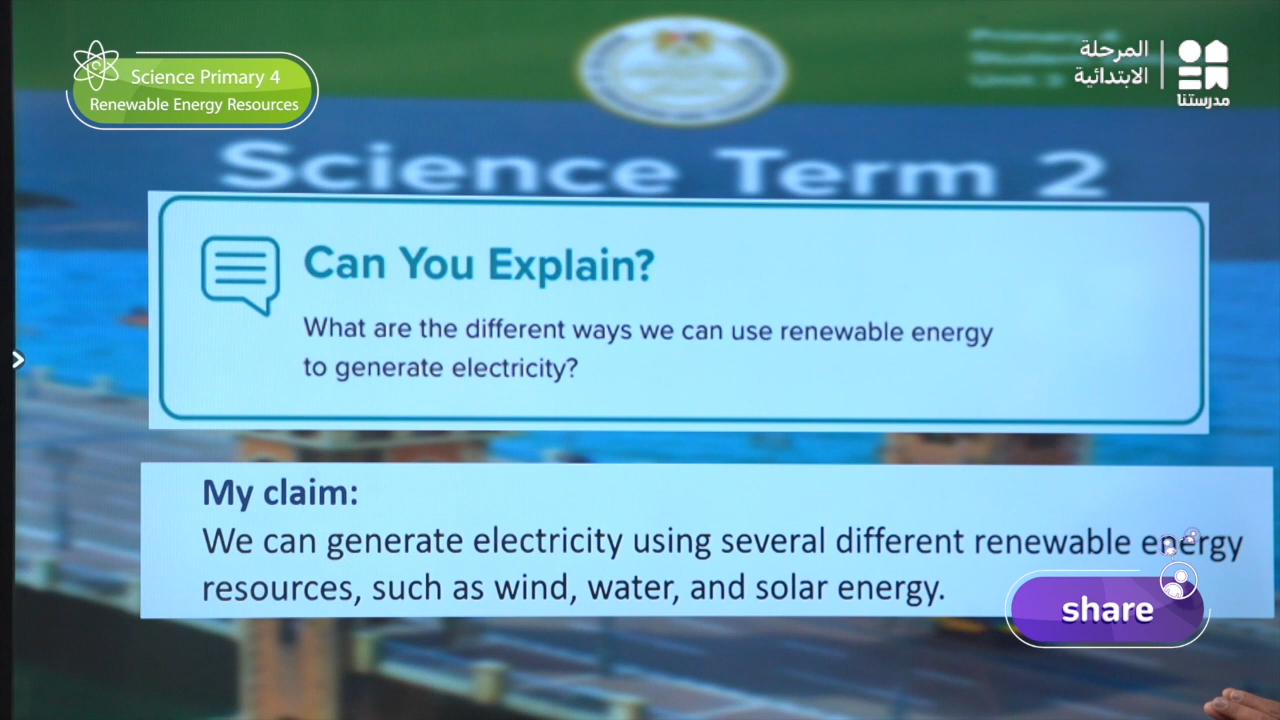 Science Primary 4
Renewable Energy Resources
المرحلة
الابتدائية
مدرستنا
Science Term 2
Can You Explain?
What are the different ways we can use renewable energy
to generate electricity?
My claim:
We can generate electricity using several different renewable energy
resources, such as wind, water, and solar energy.
share